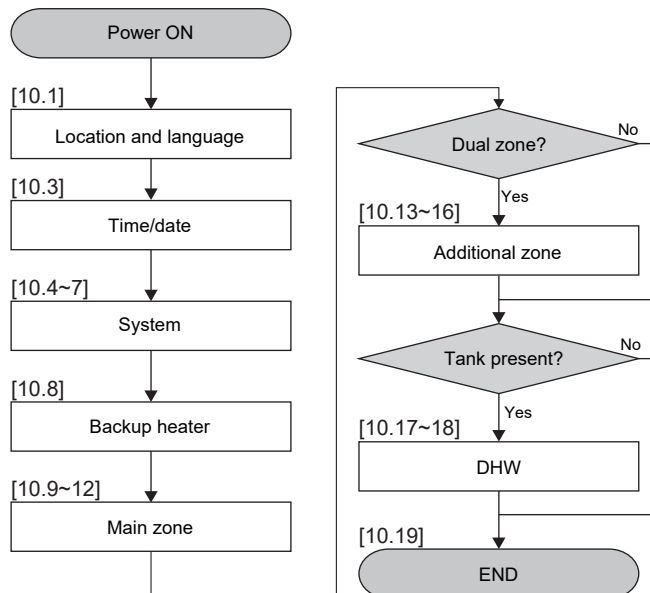 Power ON
[10.1]
Location and language
[10.3]
Time/date
[10.4~7]
System
[10.8]
Backup heater
[10.9~12]
Main zone
Dual zone?
No
Yes
[10.13~16]
Additional zone
Tank present?
No
Yes
[10.17~18]
DHW
[10.19]
END